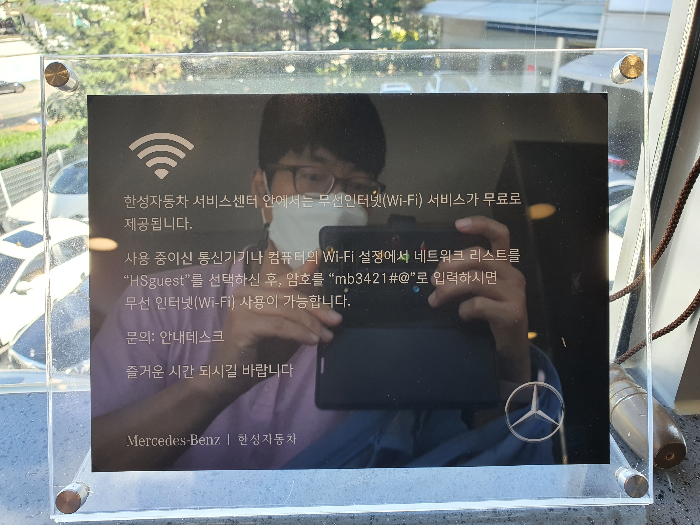 한성자동차 서비스센터 안에서는 무선인터넷(Wi-Fi) 서비스가 무료로
제공됩니다.
사용 중이신 통신기기나 컴퓨터의 Wi-Fi 설정에서 네트워크 리스트를
“HSguest”를 선택하신 후, 암호를 “mb3421#@”로 입력하시면
무선 인터넷(Wi-Fi) 사용이 가능합니다.
문의: 안내데스크
즐거운 시간 되시길 바랍니다
Mercedes-Benz | 한성자동차